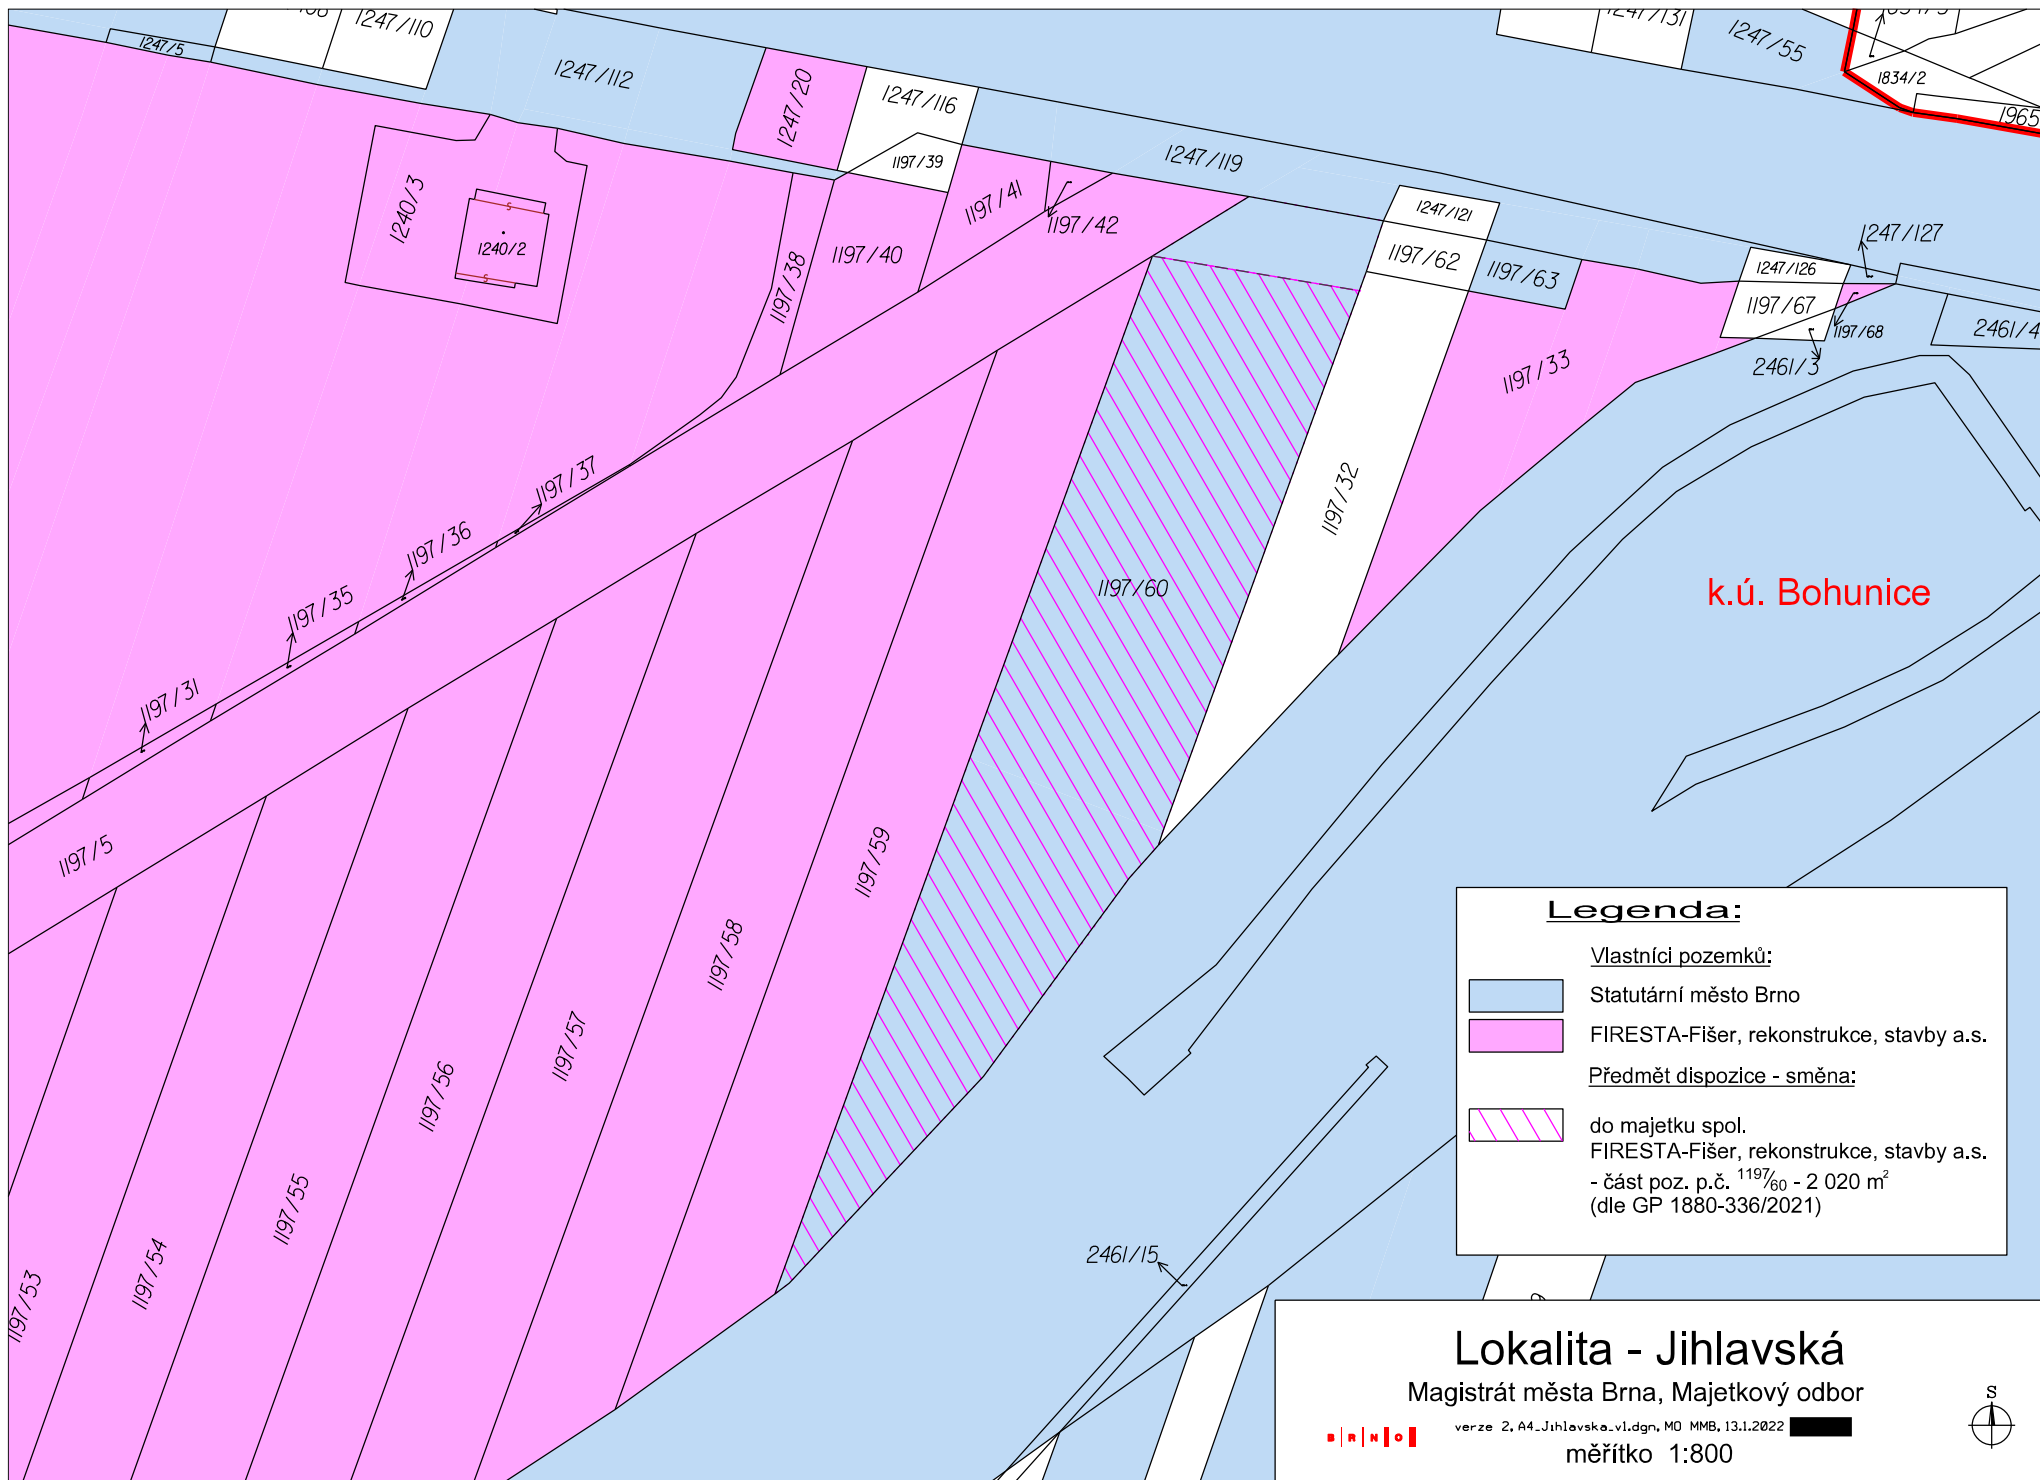 1247/110
1247/5
1247/112
1247/20
1247/116
1197/39
1247/131
1247/55
1834/2
1965
1240/3
1240/2
S
S
1197/38
1197/40
1197/41
1197/42
1247/119
1247/121
1197/62
1197/63
1247/127
1247/126
1197/67
1197/68
2461/3
2461/4
1197/33
1197/32
1197/37
1197/36
1197/35
1197/31
1197/5
1197/60
k.ú. Bohunice
1197/59
1197/58
1197/57
1197/56
1197/55
1197/54
1197/53
2461/15
Legenda:
Vlastníci pozemků:
Statutární město Brno
FIRESTA-Fišer, rekonstrukce, stavby a.s.
Předmět dispozice - směna:
do majetku spol.
FIRESTA-Fišer, rekonstrukce, stavby a.s.
- část poz. p.č. 1197/60 - 2 020 m²
(dle GP 1880-336/2021)
Lokalita - Jihlavská
Magistrát města Brna, Majetkový odbor
verze 2, A4_Jihlavska_v1.dgn, MO MMB, 13.1.2022
B R N O
měřítko 1:800
S